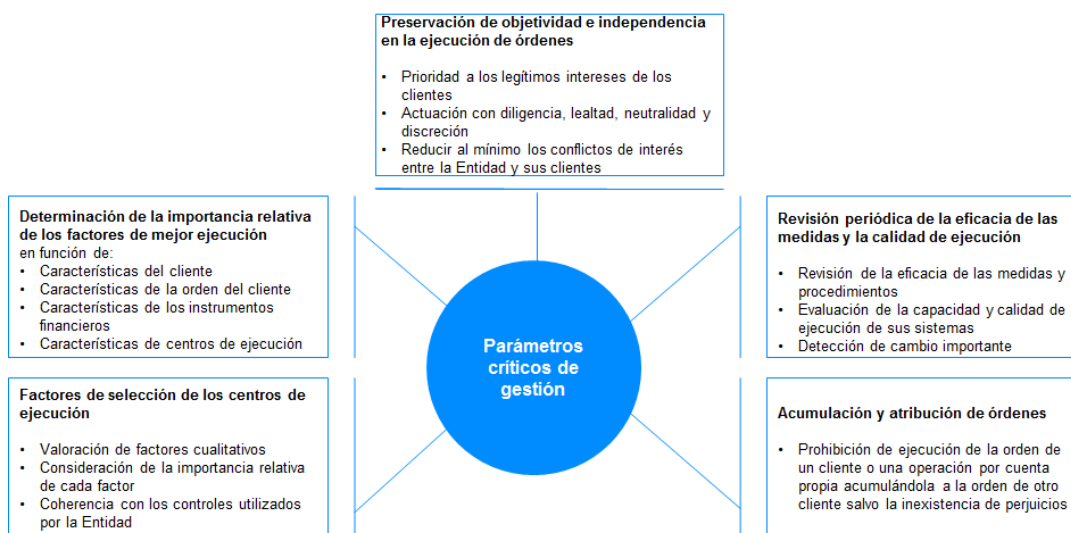 Preservación de objetividad e independencia
en la ejecución de órdenes
• Prioridad a los legítimos intereses de los
clientes
• Actuación con diligencia, lealtad, neutralidad y
discreción
• Reducir al mínimo los conflictos de interés
entre la Entidad y sus clientes
Determinación de la importancia relativa
de los factores de mejor ejecución
en función de:
• Características del cliente
• Características de la orden del cliente
• Características de los instrumentos
financieros
• Características de centros de ejecución
Revisión periódica de la eficacia de las
medidas y la calidad de ejecución
• Revisión de la eficacia de las medidas y
procedimientos
• Evaluación de la capacidad y calidad de
ejecución de sus sistemas
• Detección de cambio importante
Parámetros
críticos de
gestión
Factores de selección de los centros de
ejecución
• Valoración de factores cualitativos
• Consideración de la importancia relativa
de cada factor
• Coherencia con los controles utilizados
por la Entidad
Acumulación y atribución de órdenes
• Prohibición de ejecución de la orden de
un cliente o una operación por cuenta
propia acumulándola a la orden de otro
cliente salvo la inexistencia de perjuicios